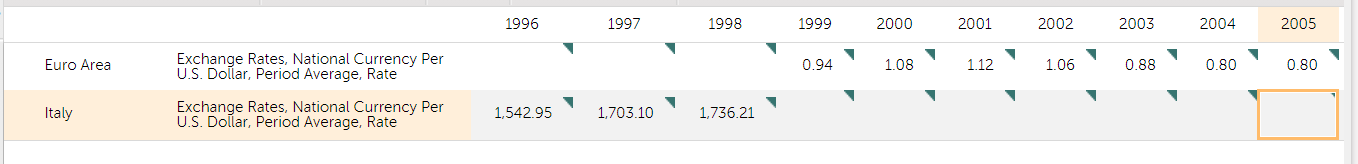 1996 1997 1998 1999 2000 2001 2002 2003 2004 2005
Euro Area Exchange Rates, National Currency Per
U.S. Dollar, Period Average, Rate 0.94 1.08 1.12 1.06 0.88 0.80 0.80
Italy Exchange Rates, National Currency Per
U.S. Dollar, Period Average, Rate 1,542.95 1,703.10 1,736.21